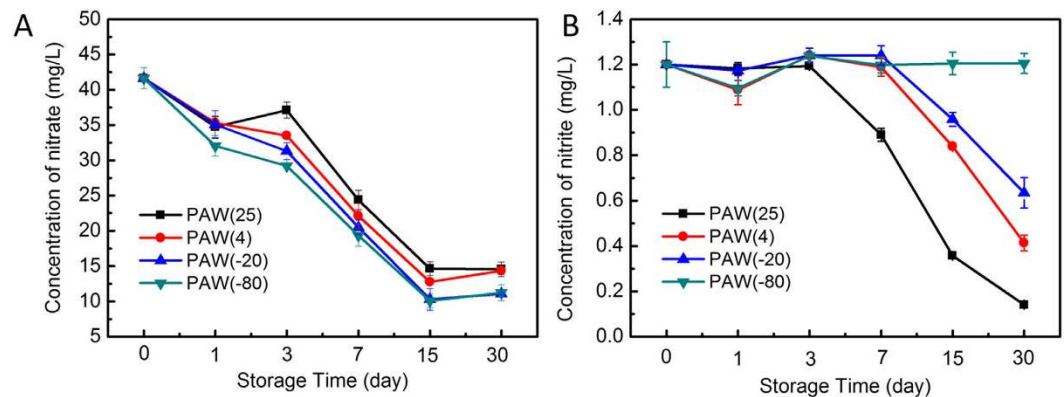 A
Concentration of nitrate (mg/L)
50
45
40
35
30
25
20
15
10
5
PAW(25)
PAW(4)
PAW(-20)
PAW(-80)
0 1 3 7 15 30
Storage Time (day)
B
Concentration of nitrite (mg/L)
1.4
1.2
1.0
0.8
0.6
0.4
0.2
0.0
PAW(25)
PAW(4)
PAW(-20)
PAW(-80)
0 1 3 7 15 30
Storage Time (day)